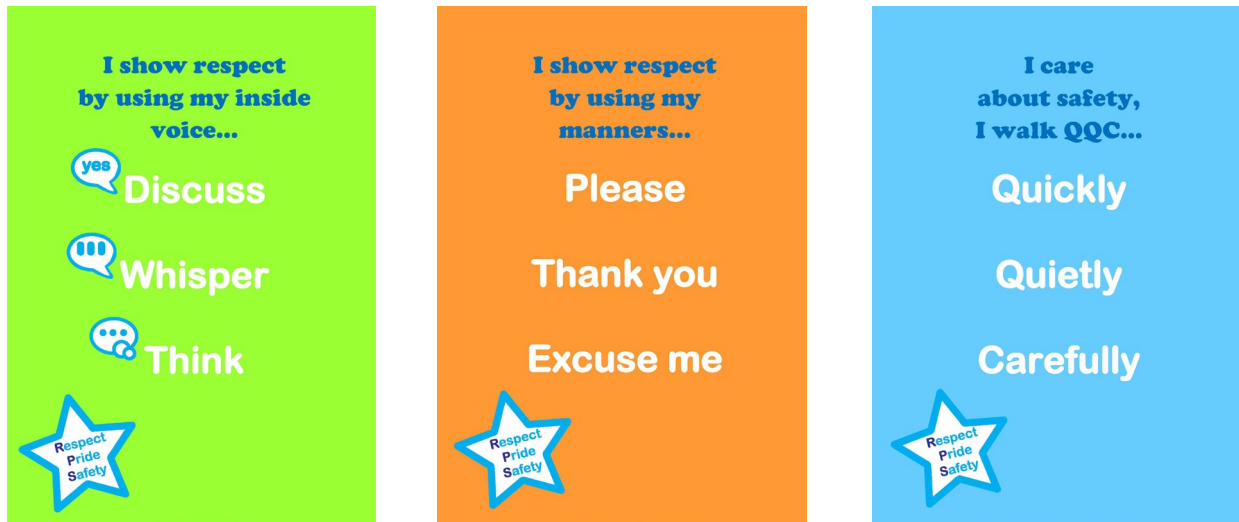 I show respect
by using my inside
voice...
yes
Discuss
Whisper
Think
Respect
Pride
Safety
I show respect
by using my
manners...
Please
Thank you
Excuse me
Respect
Pride
Safety
I care
about safety,
I walk QQC...
Quickly
Quietly
Carefully
Respect
Pride
Safety